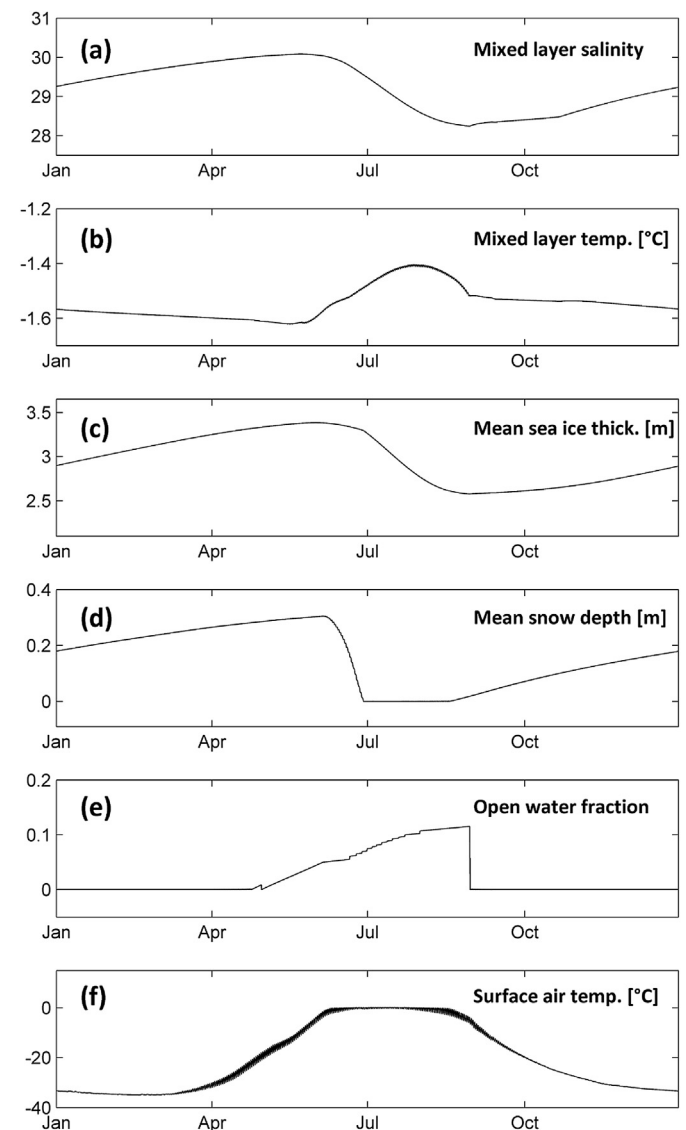 31
(a)
Mixed layer salinity
30
29
28
Jan Apr Jul Oct
-1.2
(b)
Mixed layer temp. [°C]
-1.4
-1.6
Jan Apr Jul Oct
3.5
(c)
Mean sea ice thick. [m]
3
2.5
Jan Apr Jul Oct
0.4
(d)
Mean snow depth [m]
0.2
0
Jan Apr Jul Oct
0.2
(e)
Open water fraction
0.1
0
Jan Apr Jul Oct
(f)
Surface air temp. [°C]
0
-20
-40
Jan Apr Jul Oct